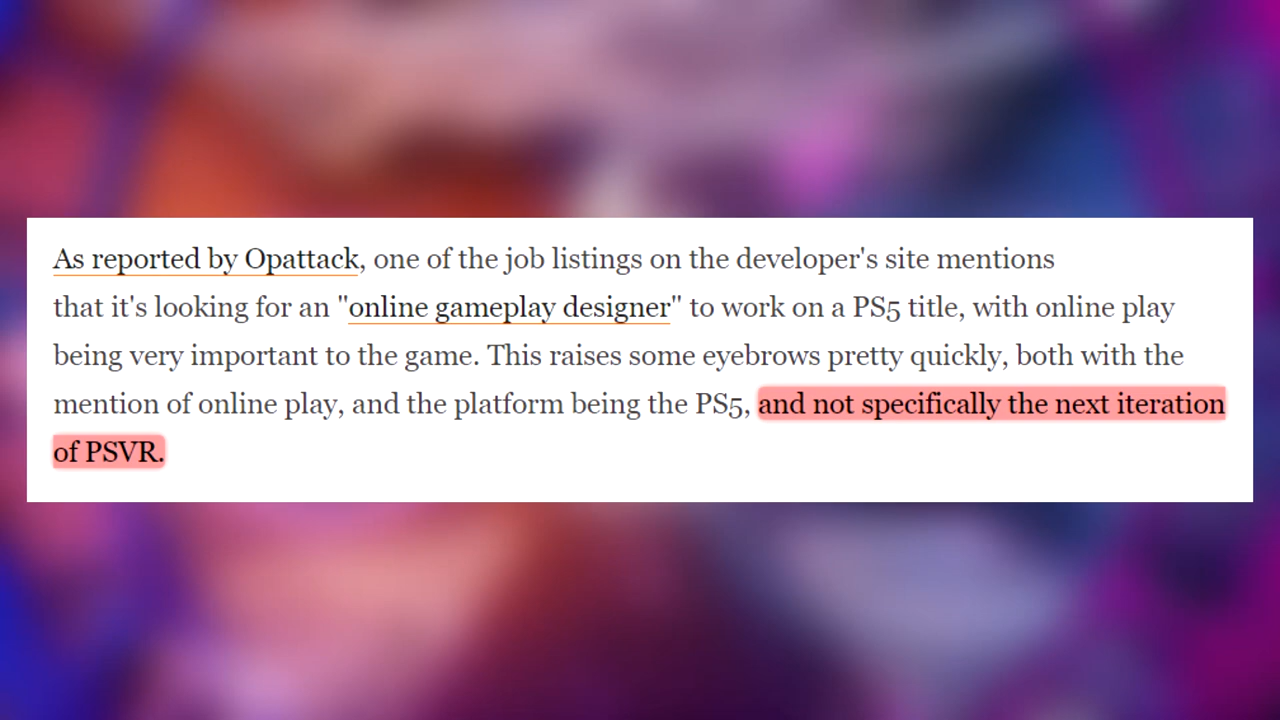 As reported by Opattack, one of the job listings on the developer's site mentions
that it's looking for an "online gameplay designer" to work on a PS5 title, with online play
being very important to the game. This raises some eyebrows pretty quickly, both with the
mention of online play, and the platform being the PS5, and not specifically the next iteration
of PSVR.